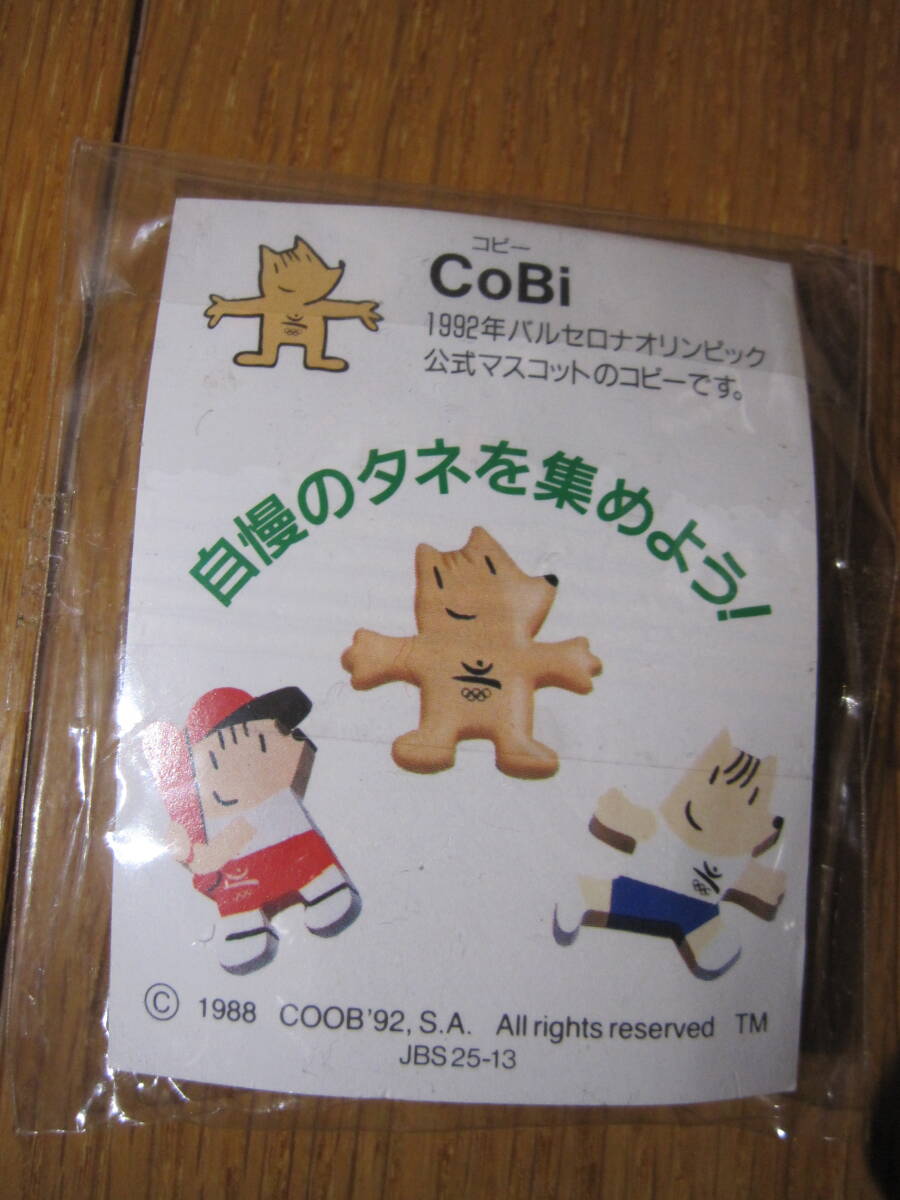 コビー
CoBi
1992年バルセロナオリンピック
公式マスコットのコビーです。
自慢のタネを集めよう!
© 1988 COOB'92, S.A. All rights reserved TM
JBS 25-13